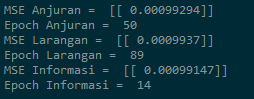 MSE Anjuran =  [[ 0.00099294]]
Epoch Anjuran =  50
MSE Larangan =  [[ 0.0009937]]
Epoch Larangan =  89
MSE Informasi =  [[ 0.00099147]]
Epoch Informasi =  14